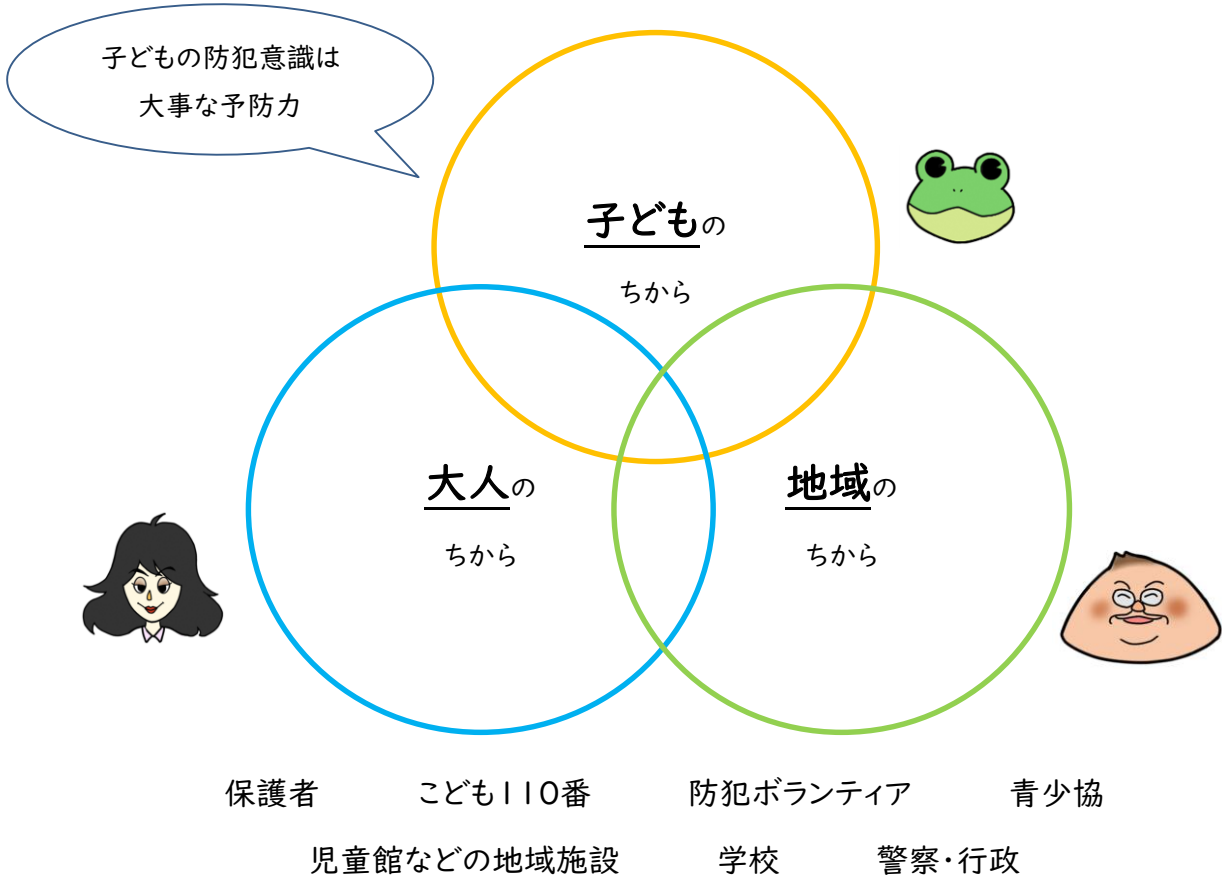 子どもの防犯意識は
大事な予防力
子どもの
ちから
大人の
ちから
地域の
ちから
保護者 こども110番 防犯ボランティア 青少協
児童館などの地域施設 学校 警察・行政